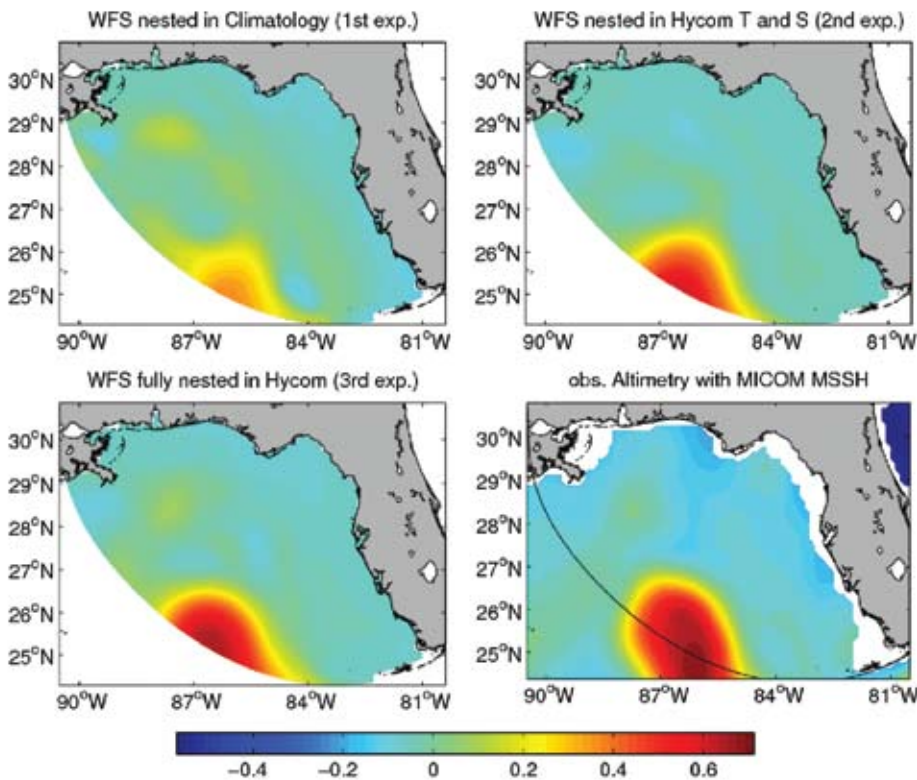 WFS nested in Climatology (1st exp.)
WFS nested in Hycom T and S (2nd exp.)
30°N
29°N
28°N
27°N
26°N
25°N
90°W 87°W 84°W 81°W
30°N
29°N
28°N
27°N
26°N
25°N
90°W 87°W 84°W 81°W
WFS fully nested in Hycom (3rd exp.)
obs. Altimetry with MICOM MSSH
30°N
29°N
28°N
27°N
26°N
25°N
90°W 87°W 84°W 81°W
30°N
29°N
28°N
27°N
26°N
25°N
90°W 87°W 84°W 81°W
−0.4 −0.2 0 0.2 0.4 0.6